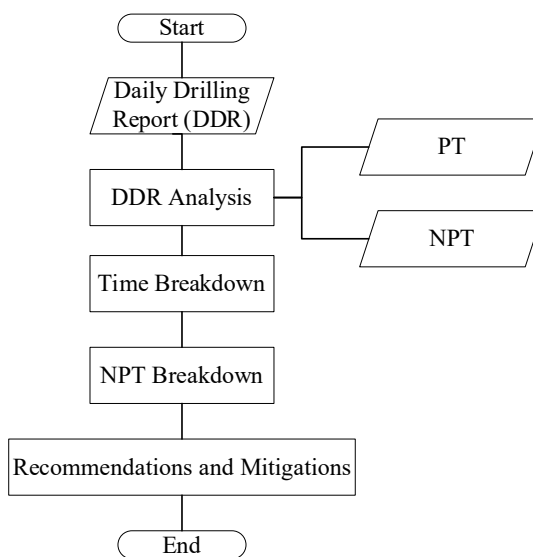 Start
Daily Drilling
Report (DDR)
PT
DDR Analysis
NPT
Time Breakdown
NPT Breakdown
Recommendations and Mitigations
End